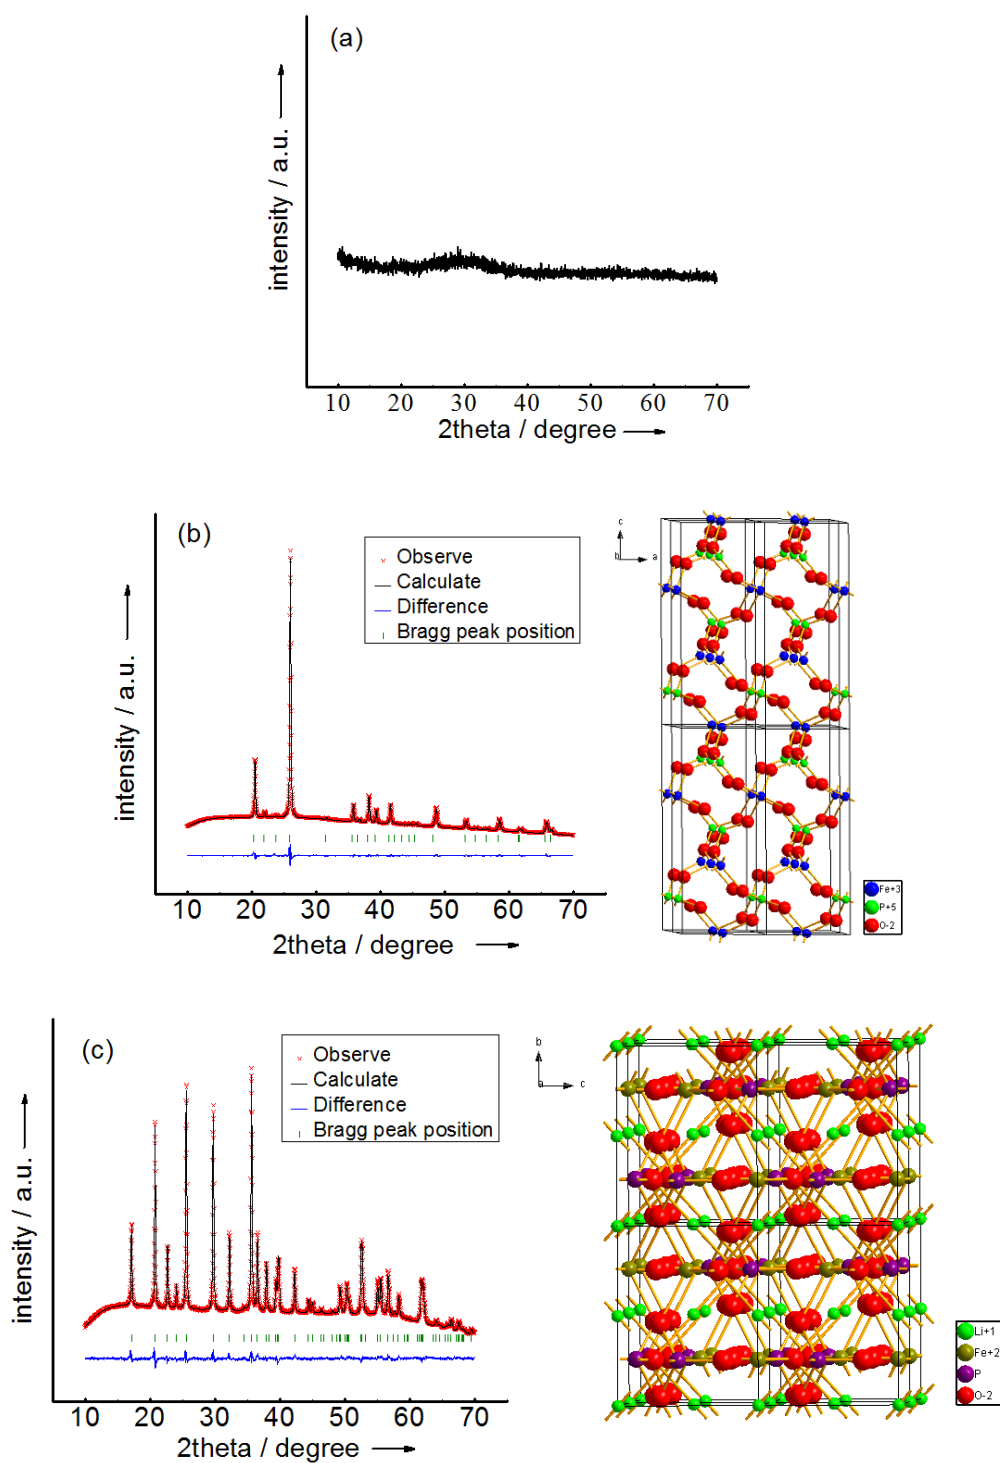 (a)
intensity / a.u.
10 20 30 40 50 60 70
2theta / degree
(b)
Observe
Calculate
Difference
Bragg peak position
intensity / a.u.
10 20 30 40 50 60 70
2theta / degree
c
b a
Fe+3
P+5
O-2
(c)
Observe
Calculate
Difference
Bragg peak position
intensity / a.u.
10 20 30 40 50 60 70
2theta / degree
b
a c
Li+1
Fe+2
P
O-2